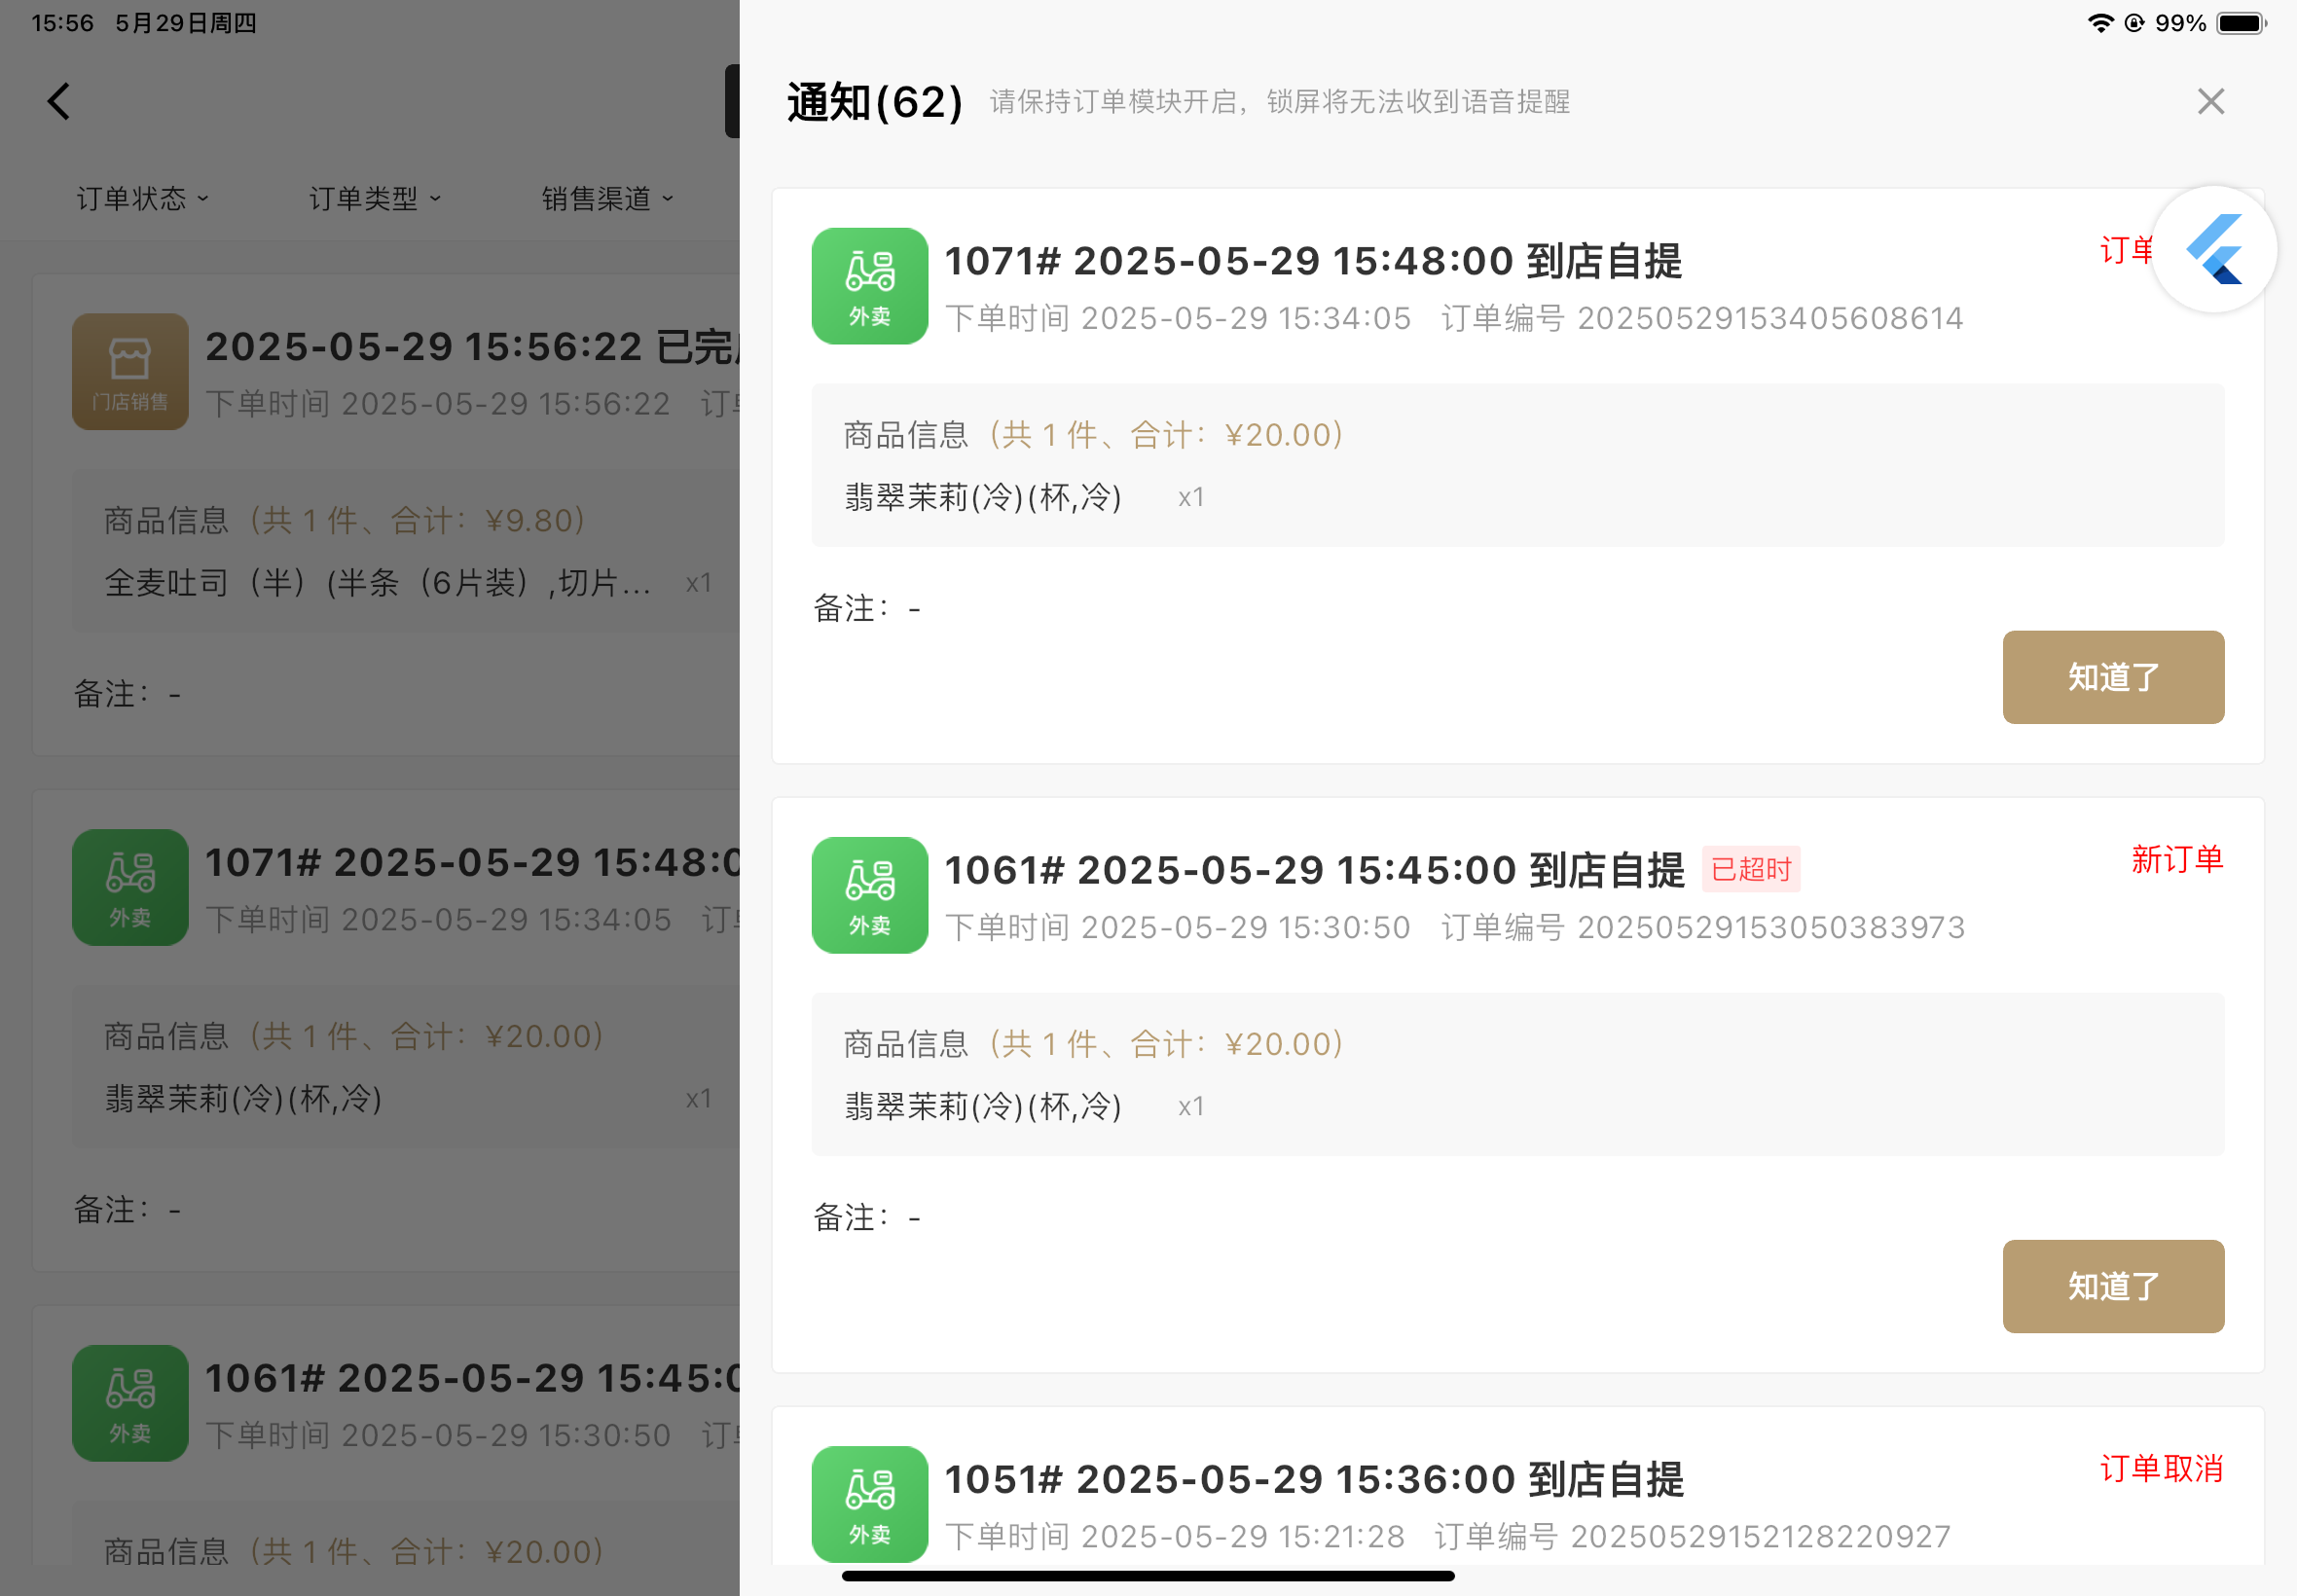 15:56 5月29日周四
99%
订单状态
订单类型
销售渠道
门店销售
2025-05-29 15:56:22 已完
下单时间 2025-05-29 15:56:22 订
商品信息（共 1 件、合计：¥9.80）
全麦吐司（半）(半条（6片装）,切片... x1
备注：-
外卖
1071# 2025-05-29 15:48:0
下单时间 2025-05-29 15:34:05 订
商品信息（共 1 件、合计：¥20.00）
翡翠茉莉(冷)(杯,冷) x1
备注：-
外卖
1061# 2025-05-29 15:45:0
下单时间 2025-05-29 15:30:50 订
商品信息（共 1 件、合计：¥20.00）
通知(62) 请保持订单模块开启，锁屏将无法收到语音提醒
外卖
1071# 2025-05-29 15:48:00 到店自提
订单
下单时间 2025-05-29 15:34:05 订单编号 20250529153405608614
商品信息（共 1 件、合计：¥20.00）
翡翠茉莉(冷)(杯,冷) x1
备注：-
知道了
外卖
1061# 2025-05-29 15:45:00 到店自提 已超时
新订单
下单时间 2025-05-29 15:30:50 订单编号 20250529153050383973
商品信息（共 1 件、合计：¥20.00）
翡翠茉莉(冷)(杯,冷) x1
备注：-
知道了
外卖
1051# 2025-05-29 15:36:00 到店自提
订单取消
下单时间 2025-05-29 15:21:28 订单编号 20250529152128220927